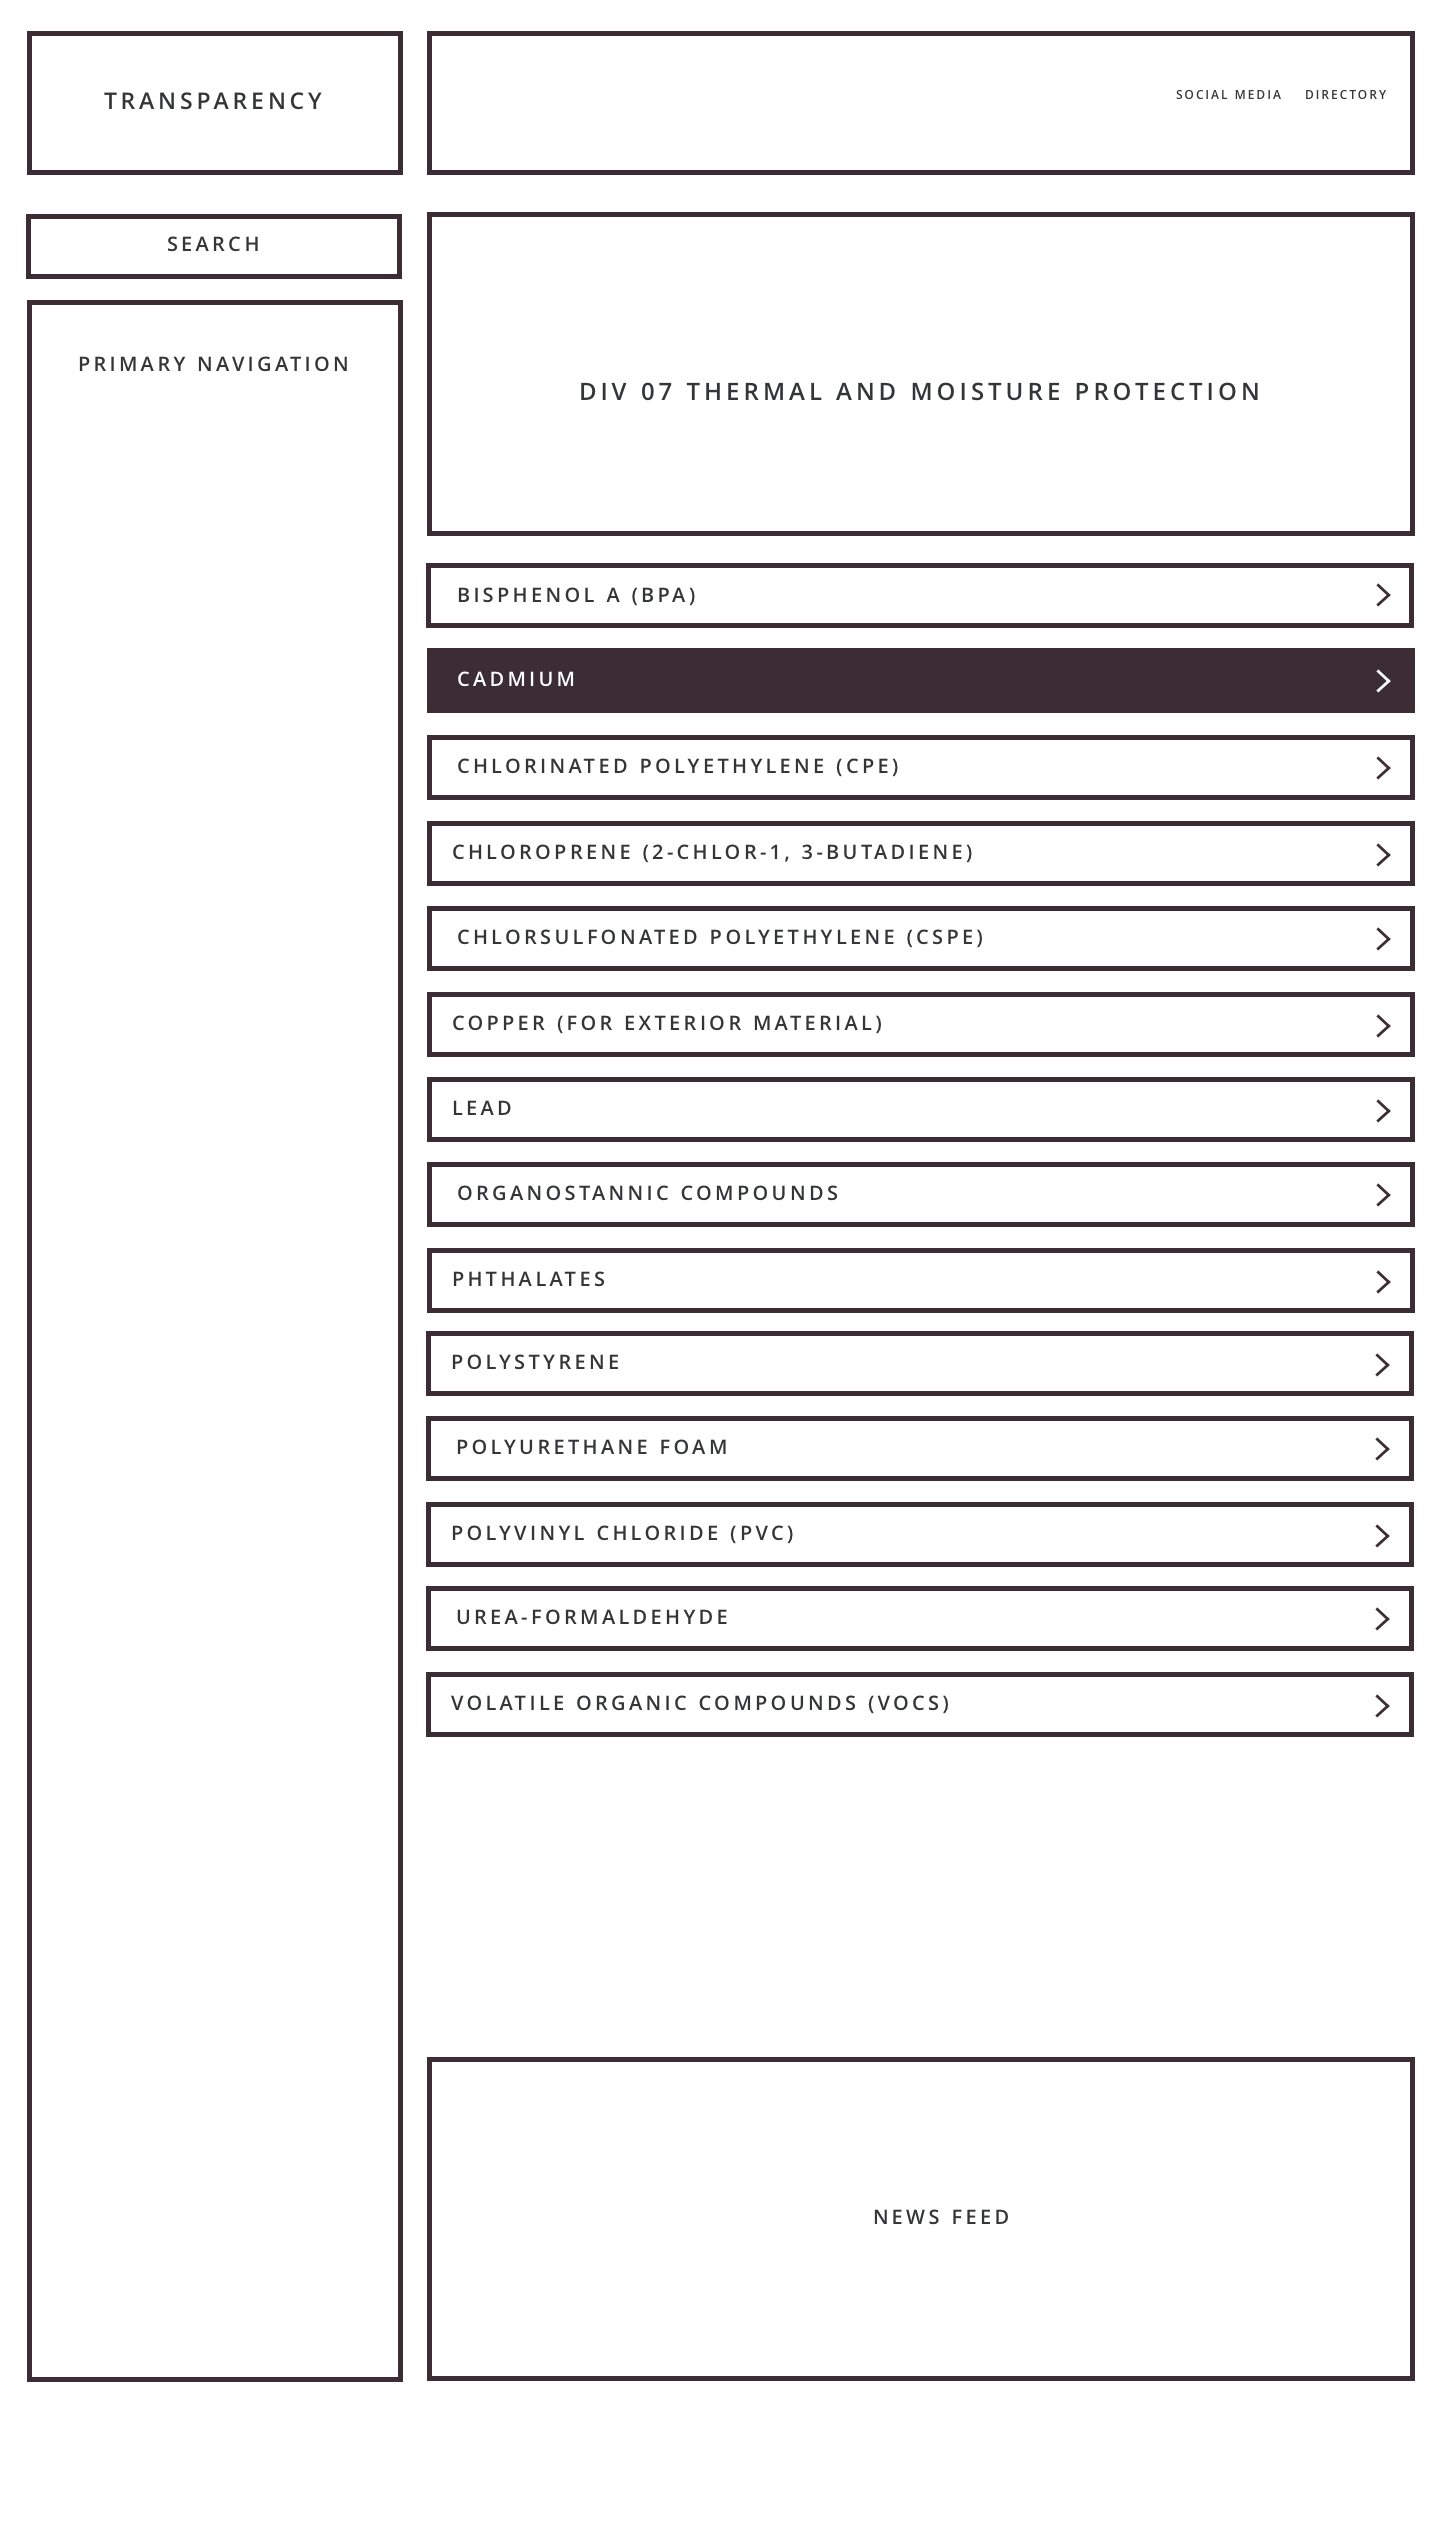 TRANSPARENCY
SOCIAL MEDIA DIRECTORY
SEARCH
PRIMARY NAVIGATION
DIV 07 THERMAL AND MOISTURE PROTECTION
BISPHENOL A (BPA)
CADMIUM
CHLORINATED POLYETHYLENE (CPE)
CHLOROPRENE (2-CHLOR-1, 3-BUTADIENE)
CHLORSULFONATED POLYETHYLENE (CSPE)
COPPER (FOR EXTERIOR MATERIAL)
LEAD
ORGANOSTANNIC COMPOUNDS
PHTHALATES
POLYSTYRENE
POLYURETHANE FOAM
POLYVINYL CHLORIDE (PVC)
UREA-FORMALDEHYDE
VOLATILE ORGANIC COMPOUNDS (VOCS)
NEWS FEED